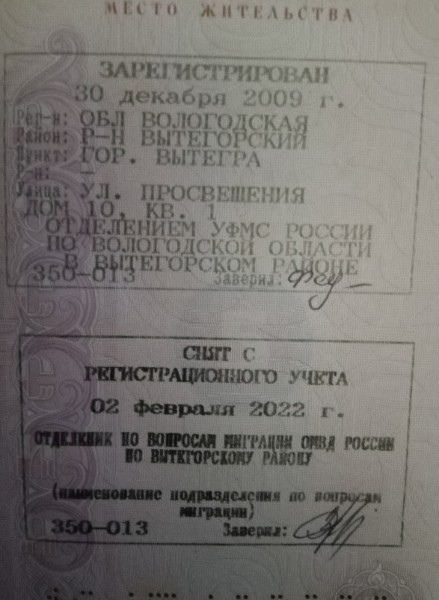 МЕСТО ЖИТЕЛЬСТВА
ЗАРЕГИСТРИРОВАН
30 декабря 2009 г.
Рег-н: ОБЛ ВОЛОГОДСКАЯ
Район: Р-Н ВЫТЕГОРСКИЙ
Пункт: ГОР. ВЫТЕГРА
Р-н: -
Улица: УЛ. ПРОСВЕЩЕНИЯ
ДОМ 10, КВ. 1
ОТДЕЛЕНИЕМ УФМС РОССИИ
ПО ВОЛОГОДСКОЙ ОБЛАСТИ
В ВЫТЕГОРСКОМ РАЙОНЕ
350-013 Заверил:
СНЯТ С
РЕГИСТРАЦИОННОГО УЧЕТА
02 февраля 2022 г.
ОТДЕЛЕНИЕ ПО ВОПРОСАМ МИГРАЦИИ ОМВД РОССИИ
ПО ВЫТЕГОРСКОМУ РАЙОНУ
(наименование подразделения по вопросам
миграции)
350-013 Заверил: